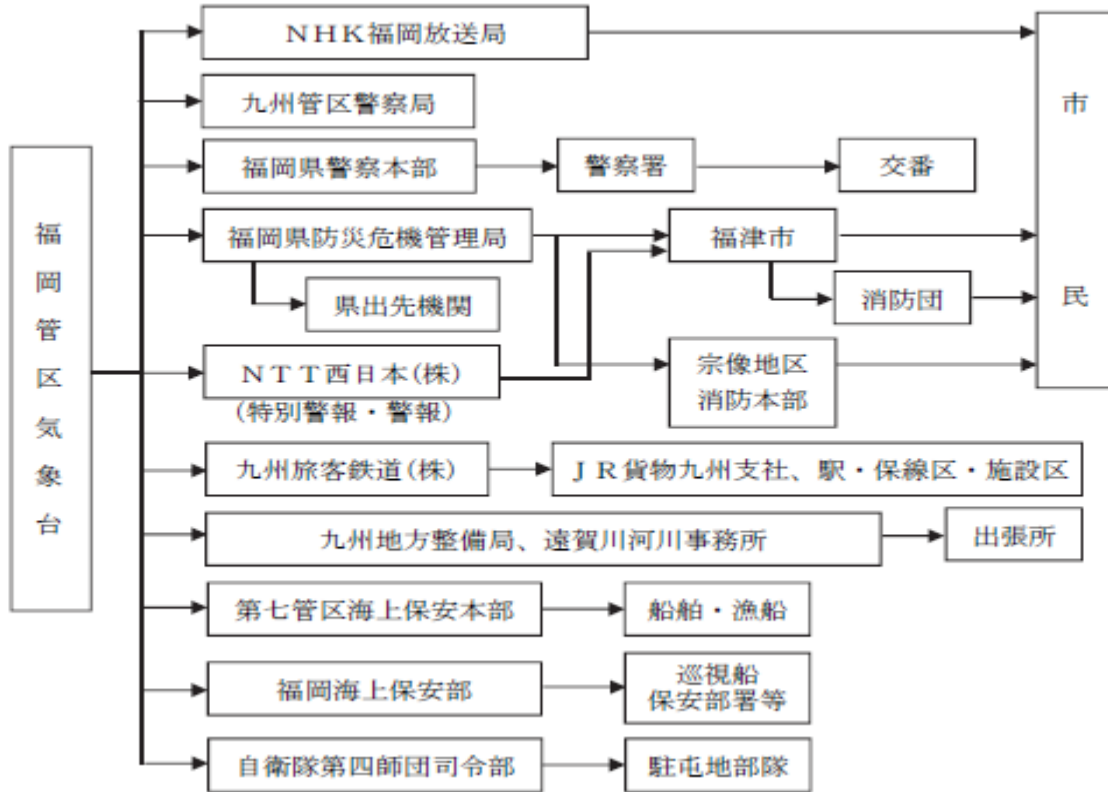 福岡管区気象台
ＮＨＫ福岡放送局
市民
九州管区警察局
福岡県警察本部
警察署
交番
福岡県防災危機管理局
福津市
県出先機関
消防団
ＮＴＴ西日本(株)
(特別警報・警報)
宗像地区
消防本部
九州旅客鉄道(株)
ＪＲ貨物九州支社、駅・保線区・施設区
九州地方整備局、遠賀川河川事務所
出張所
第七管区海上保安本部
船舶・漁船
福岡海上保安部
巡視船
保安部署等
自衛隊第四師団司令部
駐屯地部隊